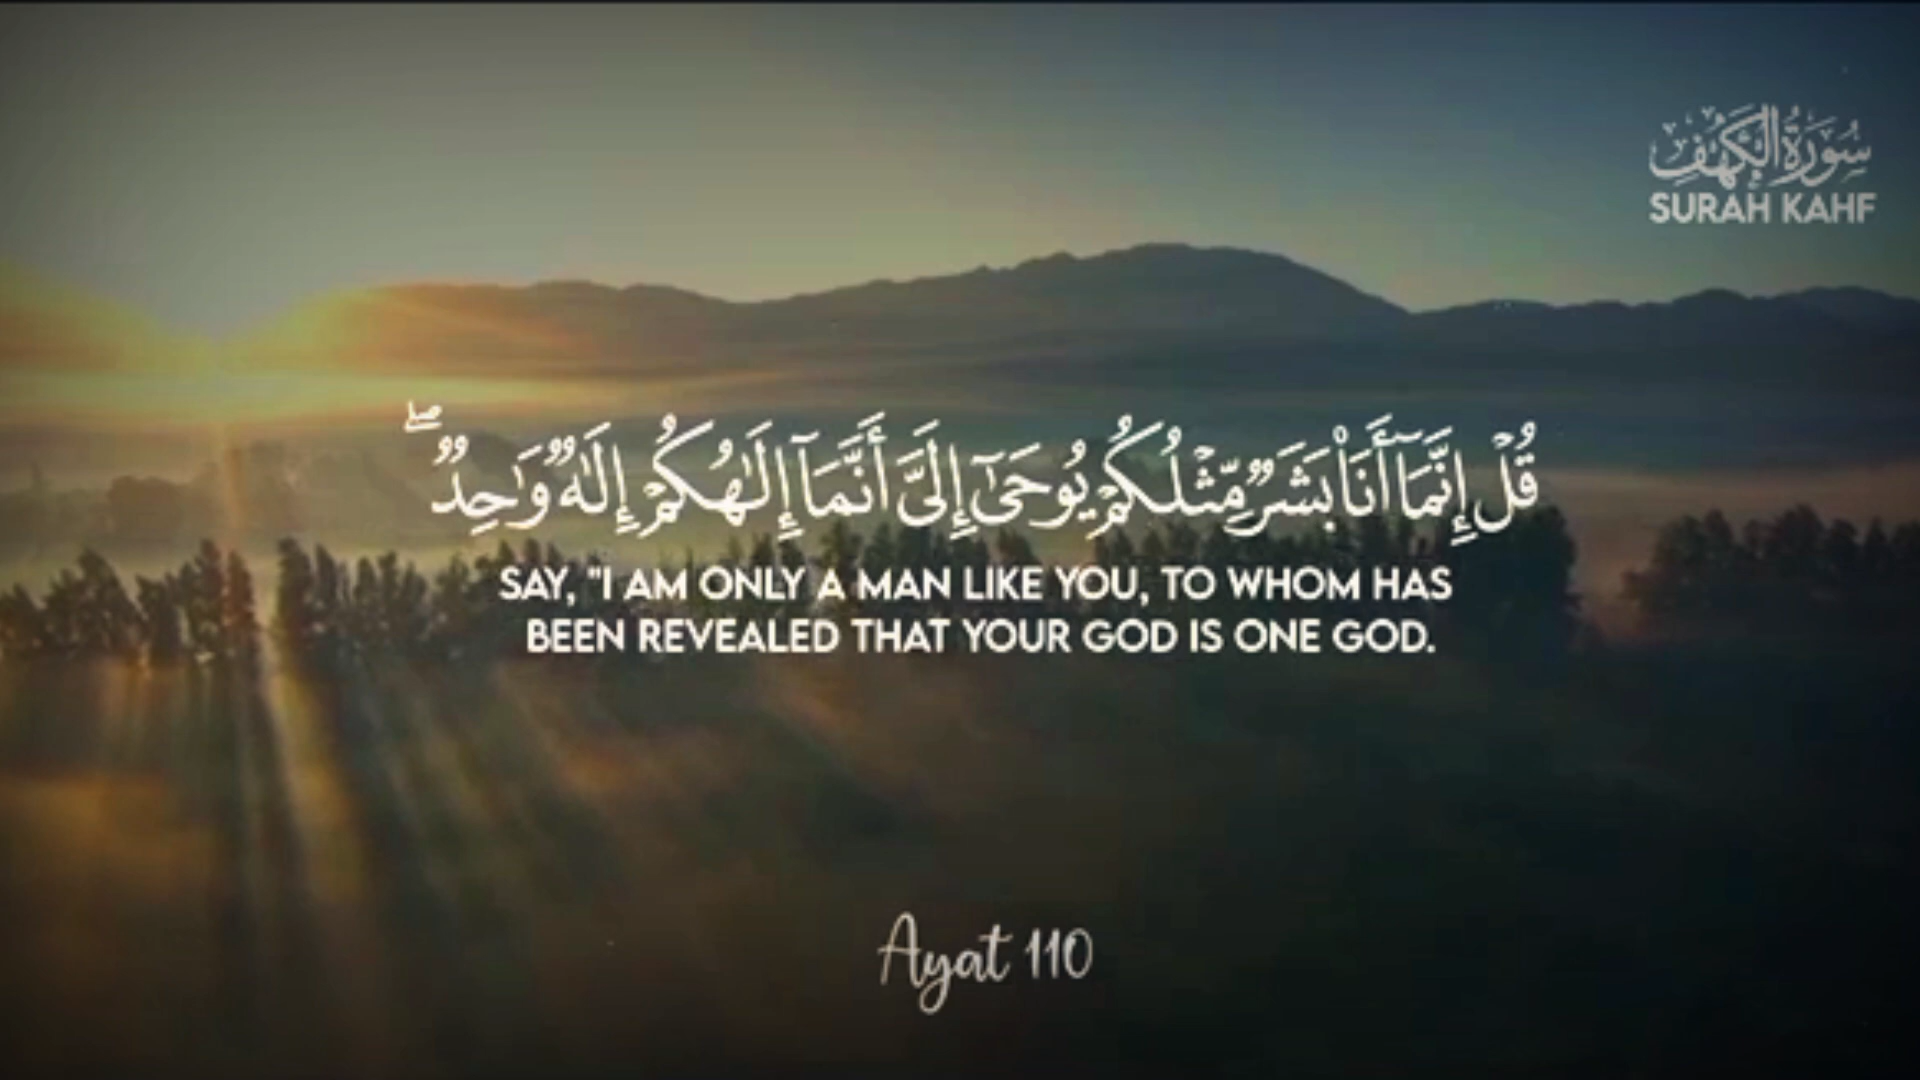 سُورَةُ الكَهْفِ
SURAH KAHF
قُلْ إِنَّمَآ أَنَا۠ بَشَرٌ مِّثْلُكُمْ يُوحَىٰٓ إِلَىَّ أَنَّمَآ إِلَٰهُكُمْ إِلَٰهٌ وَٰحِدٌ ۖ
SAY, "I AM ONLY A MAN LIKE YOU, TO WHOM HAS
BEEN REVEALED THAT YOUR GOD IS ONE GOD.
Ayat 110